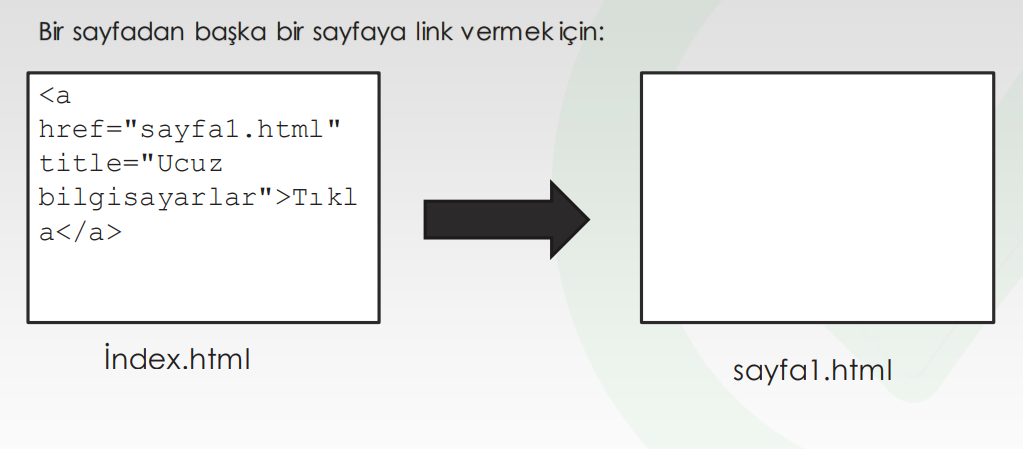 Bir sayfadan başka bir sayfaya link vermek için:
<a
href="sayfa1.html"
title="Ucuz
bilgisayarlar">Tıkl
a</a>
İndex.html
sayfa1.html